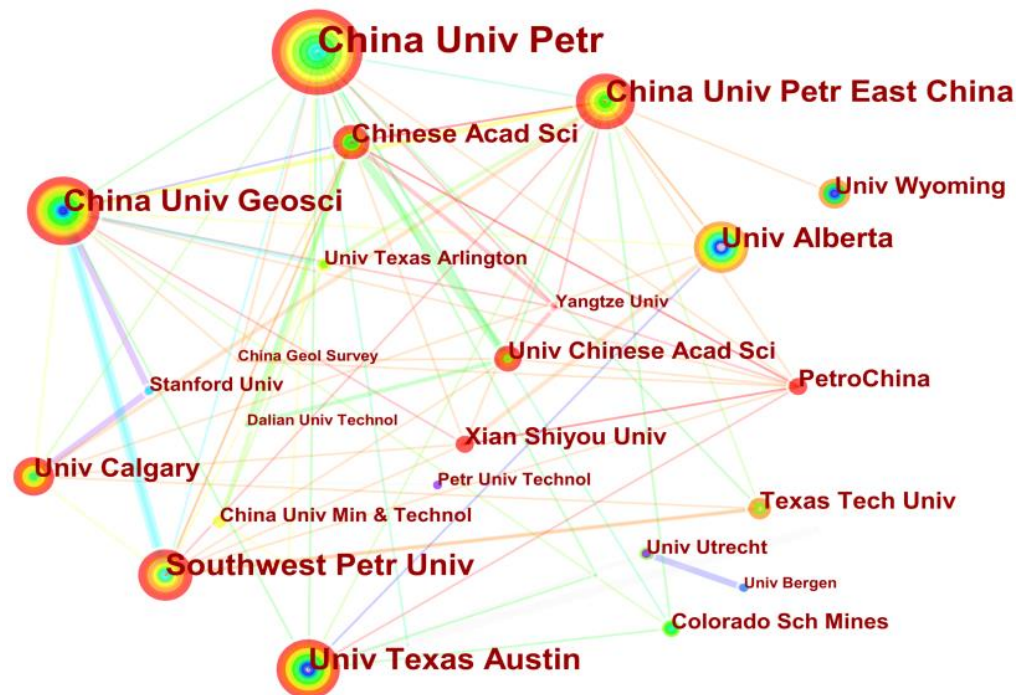 China Univ Petr
China Univ Petr East China
Chinese Acad Sci
Univ Wyoming
China Univ Geosci
Univ Alberta
Univ Texas Arlington
Yangtze Univ
Univ Chinese Acad Sci
China Geol Survey
PetroChina
Stanford Univ
Dalian Univ Technol
Xian Shiyou Univ
Univ Calgary
Petr Univ Technol
Texas Tech Univ
China Univ Min & Technol
Univ Utrecht
Southwest Petr Univ
Univ Bergen
Colorado Sch Mines
Univ Texas Austin